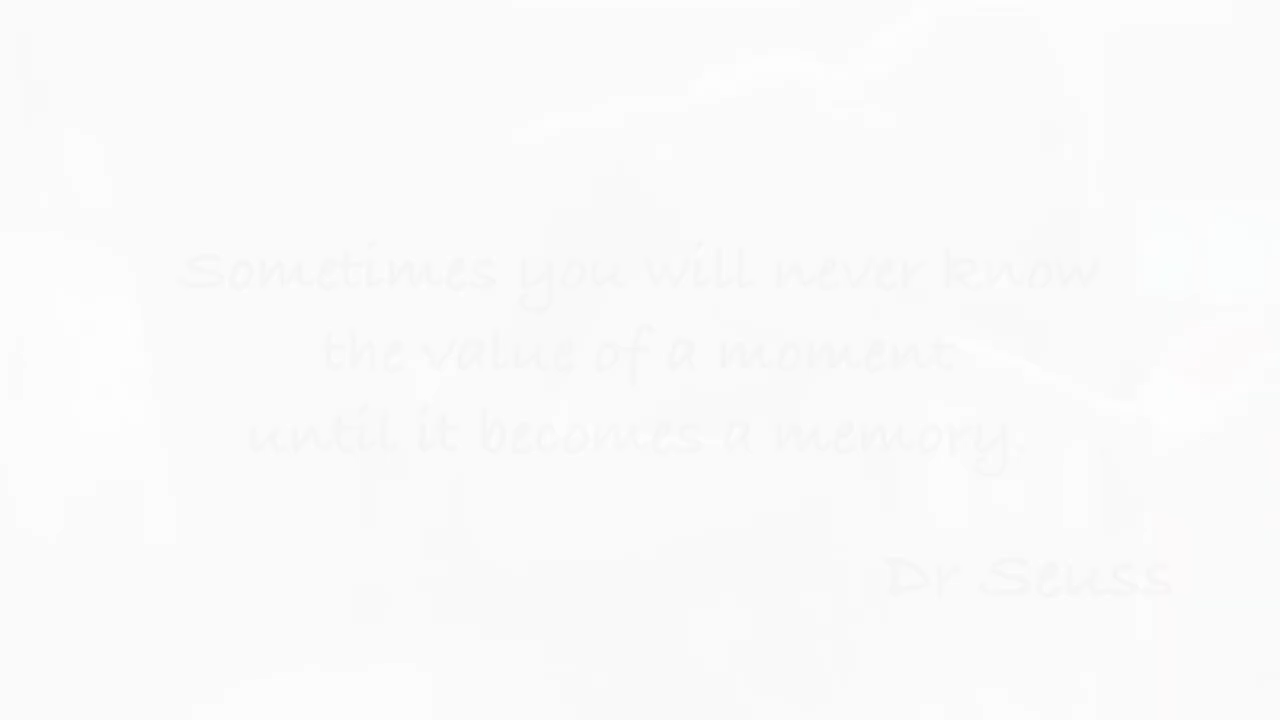 Sometimes you will never know
the value of a moment
until it becomes a memory.
Dr Seuss